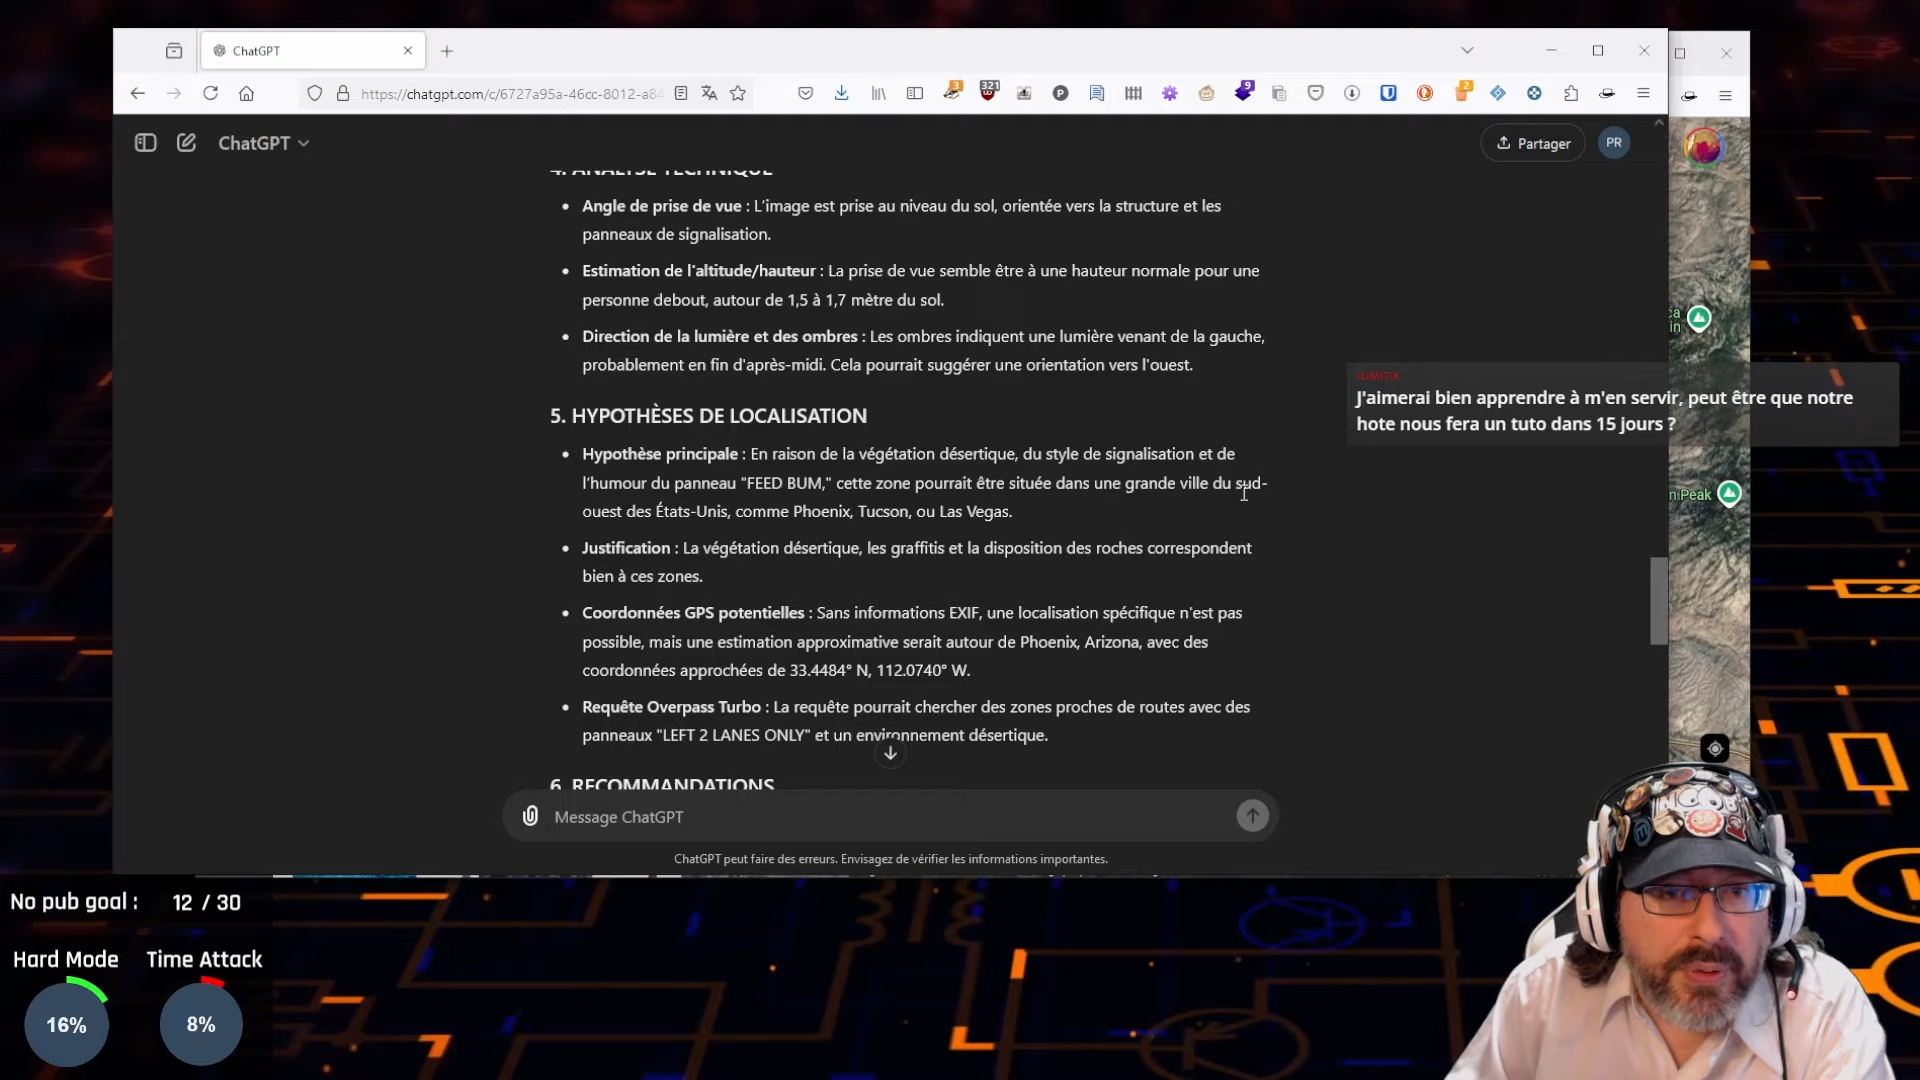 ChatGPT
https://chatgpt.com/c/6727a95a-46cc-8012-a84
3
321
9
2
ChatGPT
Partager
PR
4. ANALYSE TECHNIQUE
• Angle de prise de vue : L'image est prise au niveau du sol, orientée vers la structure et les
panneaux de signalisation.
• Estimation de l'altitude/hauteur : La prise de vue semble être à une hauteur normale pour une
personne debout, autour de 1,5 à 1,7 mètre du sol.
• Direction de la lumière et des ombres : Les ombres indiquent une lumière venant de la gauche,
probablement en fin d'après-midi. Cela pourrait suggérer une orientation vers l'ouest.
5. HYPOTHÈSES DE LOCALISATION
• Hypothèse principale : En raison de la végétation désertique, du style de signalisation et de
l'humour du panneau "FEED BUM," cette zone pourrait être située dans une grande ville du sud-
ouest des États-Unis, comme Phoenix, Tucson, ou Las Vegas.
• Justification : La végétation désertique, les graffitis et la disposition des roches correspondent
bien à ces zones.
• Coordonnées GPS potentielles : Sans informations EXIF, une localisation spécifique n'est pas
possible, mais une estimation approximative serait autour de Phoenix, Arizona, avec des
coordonnées approchées de 33.4484° N, 112.0740° W.
• Requête Overpass Turbo : La requête pourrait chercher des zones proches de routes avec des
panneaux "LEFT 2 LANES ONLY" et un environnement désertique.
6. RECOMMANDATIONS
Message ChatGPT
ChatGPT peut faire des erreurs. Envisagez de vérifier les informations importantes.
ca
in
n Peak
ILIMITIX
J'aimerai bien apprendre à m'en servir, peut être que notre
hote nous fera un tuto dans 15 jours ?
No pub goal : 12 / 30
Hard Mode Time Attack
16% 8%